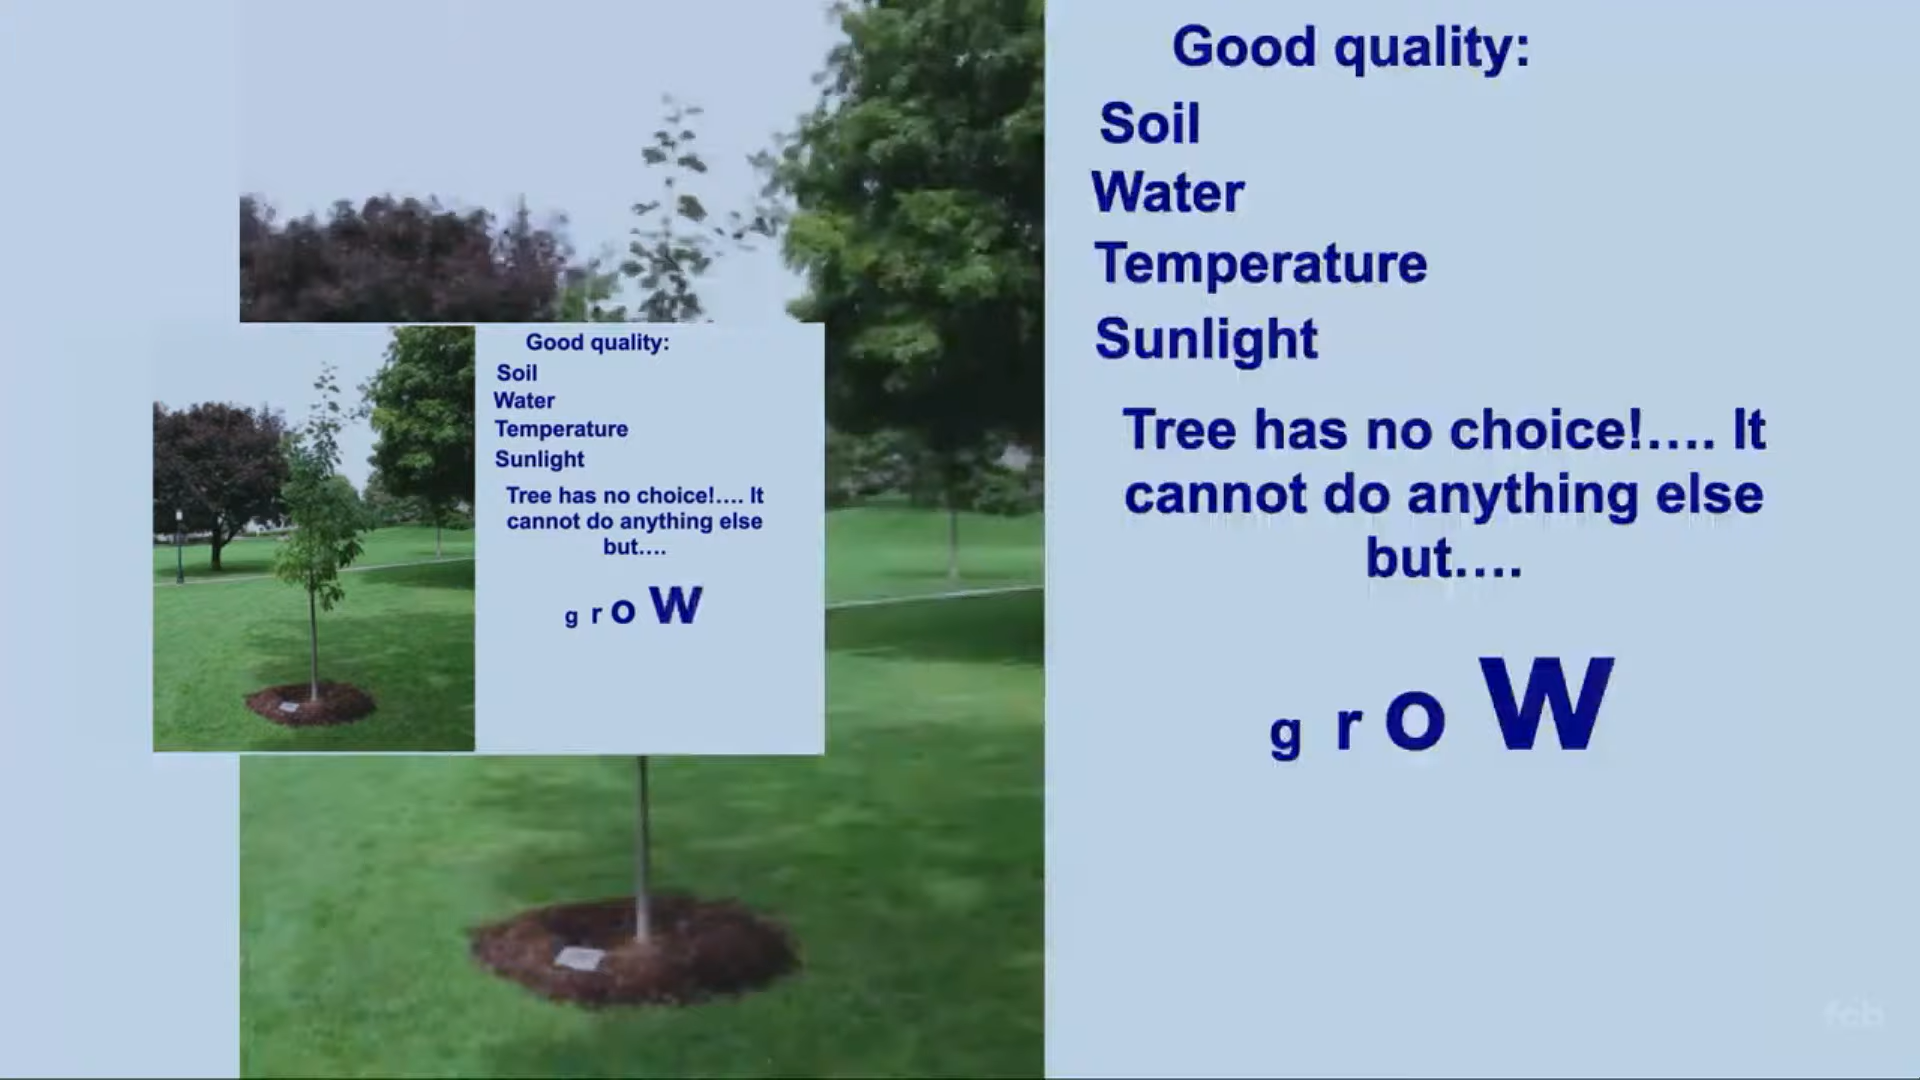 Good quality:
Soil
Water
Temperature
Sunlight
Tree has no choice!.... It
cannot do anything else
but....
g r o W
Good quality:
Soil
Water
Temperature
Sunlight
Tree has no choice!.... It
cannot do anything else
but....
g r o W